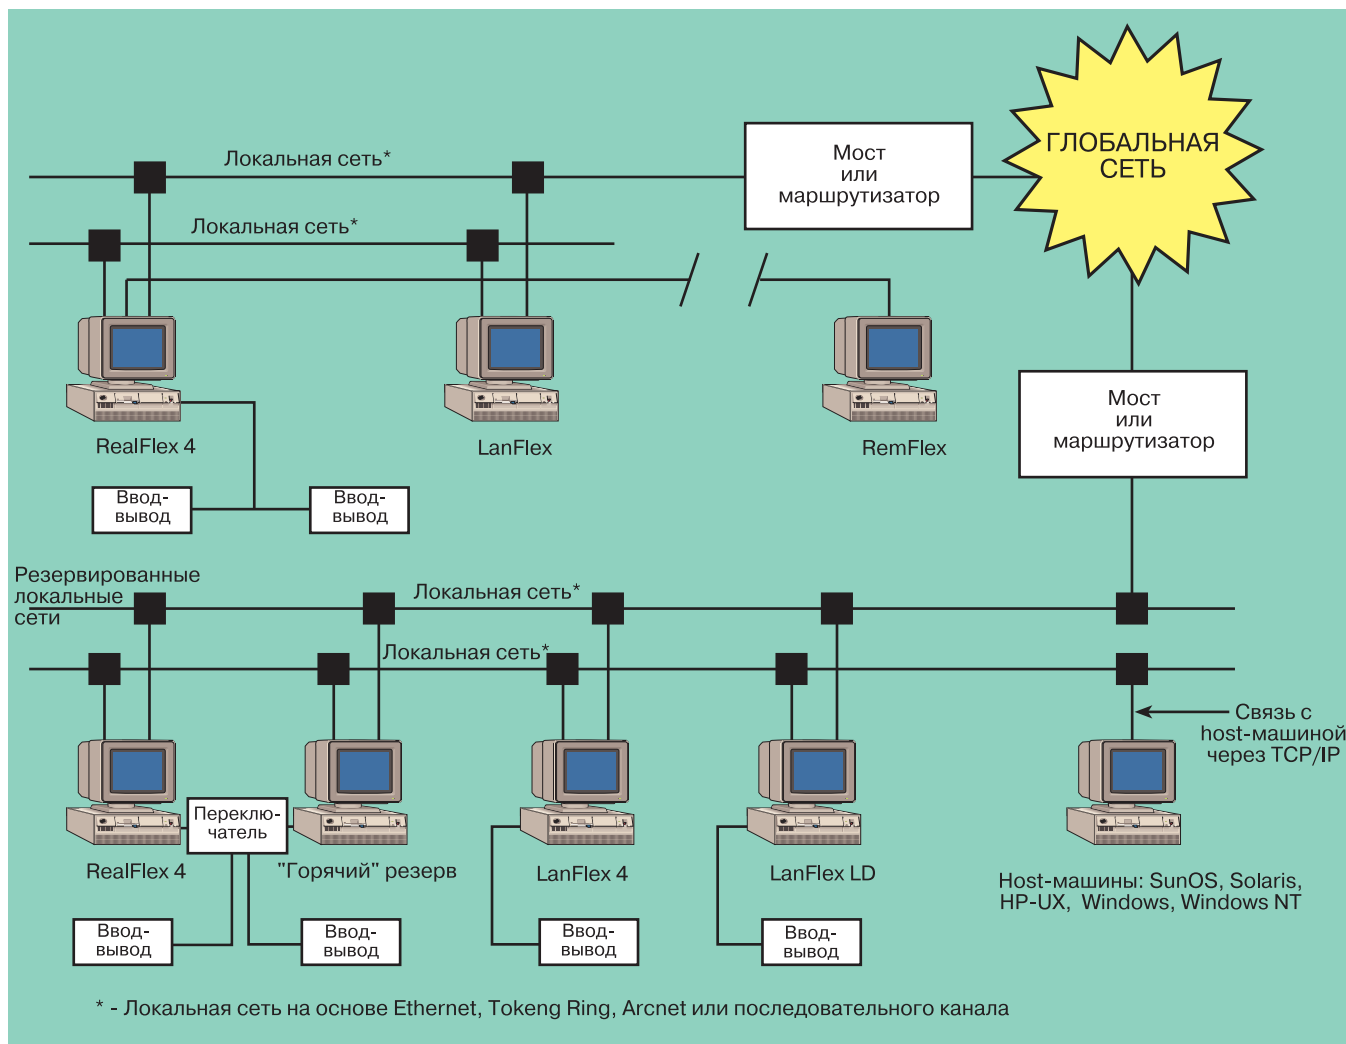 Локальная сеть*
Мост
или
маршрутизатор
ГЛОБАЛЬНАЯ
СЕТЬ
Локальная сеть*
RealFlex 4
LanFlex
RemFlex
Мост
или
маршрутизатор
Ввод-
вывод
Ввод-
вывод
Резервированные
локальные
сети
Локальная сеть*
Локальная сеть*
Связь с
host-машиной
через TCP/IP
Переклю-
чатель
RealFlex 4
"Горячий" резерв
LanFlex 4
LanFlex LD
Host-машины: SunOS, Solaris,
HP-UX, Windows, Windows NT
Ввод-
вывод
Ввод-
вывод
Ввод-
вывод
Ввод-
вывод
* - Локальная сеть на основе Ethernet, Tokeng Ring, Arcnet или последовательного канала